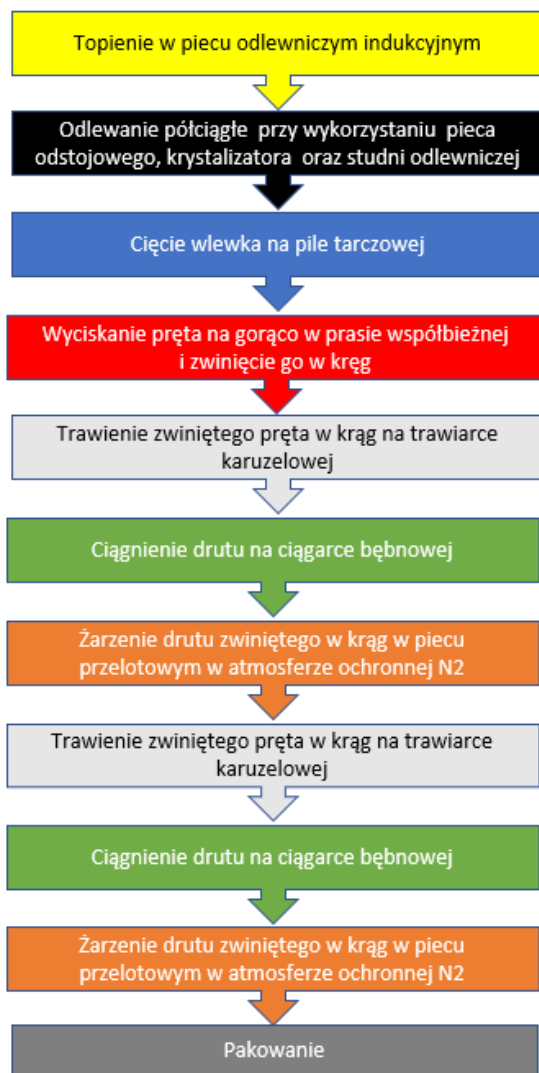 Topienie w piecu odlewniczym indukcyjnym
Odlewanie półciągłe przy wykorzystaniu pieca
odstojowego, krystalizatora oraz studni odlewniczej
Cięcie wlewka na pile tarczowej
Wyciskanie pręta na gorąco w prasie współbieżnej
i zwinięcie go w kręg
Trawienie zwiniętego pręta w krąg na trawiarce
karuzelowej
Ciągnienie drutu na ciągarce bębnowej
Żarzenie drutu zwiniętego w krąg w piecu
przelotowym w atmosferze ochronnej N2
Trawienie zwiniętego pręta w krąg na trawiarce
karuzelowej
Ciągnienie drutu na ciągarce bębnowej
Żarzenie drutu zwiniętego w krąg w piecu
przelotowym w atmosferze ochronnej N2
Pakowanie